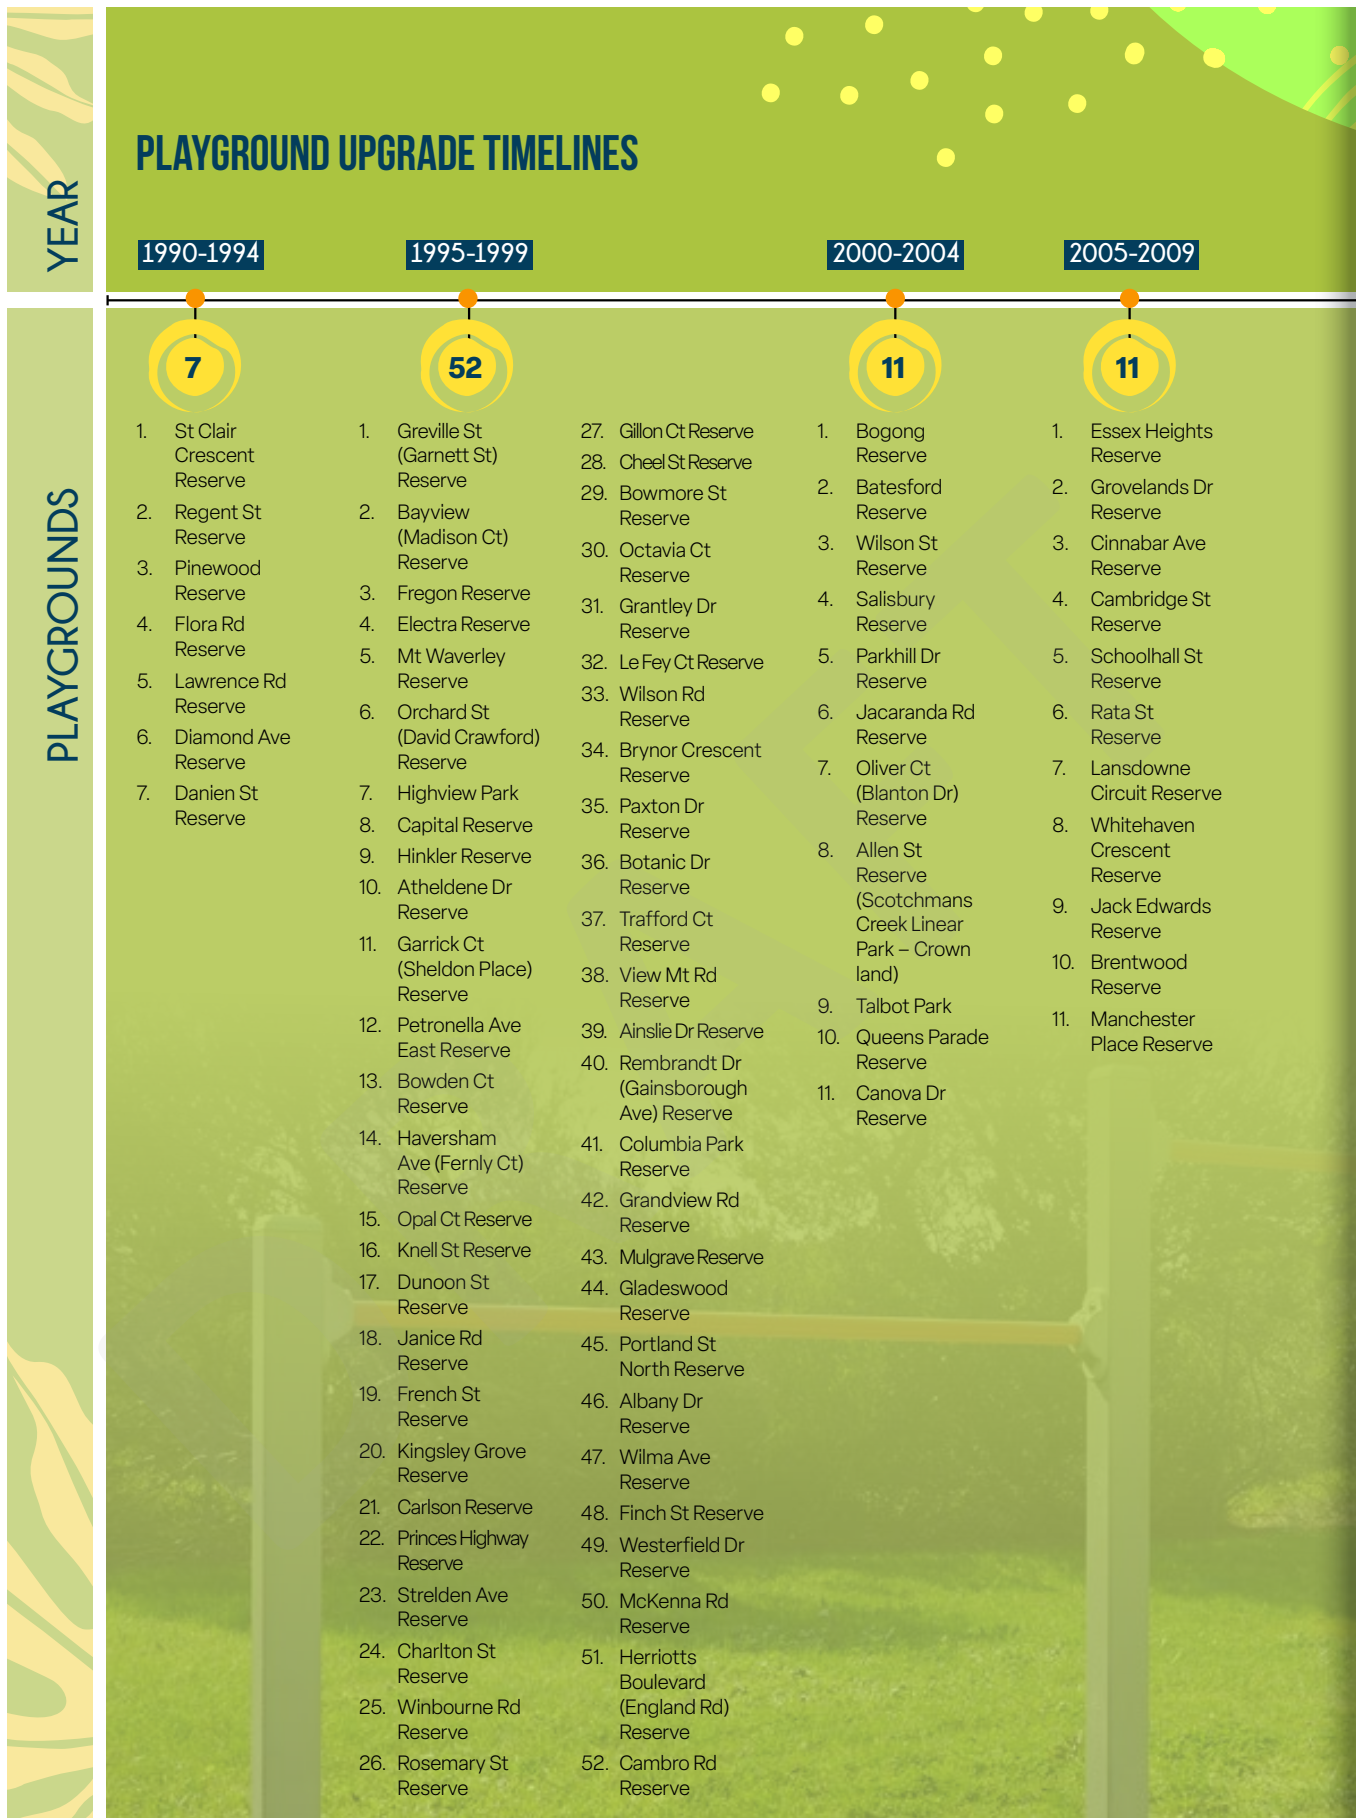 PLAYGROUND UPGRADE TIMELINES
YEAR
1990-1994
1995-1999
2000-2004
2005-2009
PLAYGROUNDS
7
52
11
11
1. St Clair
Crescent
Reserve
2. Regent St
Reserve
3. Pinewood
Reserve
4. Flora Rd
Reserve
5. Lawrence Rd
Reserve
6. Diamond Ave
Reserve
7. Danien St
Reserve
1. Greville St
(Garnett St)
Reserve
2. Bayview
(Madison Ct)
Reserve
3. Fregon Reserve
4. Electra Reserve
5. Mt Waverley
Reserve
6. Orchard St
(David Crawford)
Reserve
7. Highview Park
8. Capital Reserve
9. Hinkler Reserve
10. Atheldene Dr
Reserve
11. Garrick Ct
(Sheldon Place)
Reserve
12. Petronella Ave
East Reserve
13. Bowden Ct
Reserve
14. Haversham
Ave (Fernly Ct)
Reserve
15. Opal Ct Reserve
16. Knell St Reserve
17. Dunoon St
Reserve
18. Janice Rd
Reserve
19. French St
Reserve
20. Kingsley Grove
Reserve
21. Carlson Reserve
22. Princes Highway
Reserve
23. Strelden Ave
Reserve
24. Charlton St
Reserve
25. Winbourne Rd
Reserve
26. Rosemary St
Reserve
27. Gillon Ct Reserve
28. Cheel St Reserve
29. Bowmore St
Reserve
30. Octavia Ct
Reserve
31. Grantley Dr
Reserve
32. Le Fey Ct Reserve
33. Wilson Rd
Reserve
34. Brynor Crescent
Reserve
35. Paxton Dr
Reserve
36. Botanic Dr
Reserve
37. Trafford Ct
Reserve
38. View Mt Rd
Reserve
39. Ainslie Dr Reserve
40. Rembrandt Dr
(Gainsborough
Ave) Reserve
41. Columbia Park
Reserve
42. Grandview Rd
Reserve
43. Mulgrave Reserve
44. Gladeswood
Reserve
45. Portland St
North Reserve
46. Albany Dr
Reserve
47. Wilma Ave
Reserve
48. Finch St Reserve
49. Westerfield Dr
Reserve
50. McKenna Rd
Reserve
51. Herriotts
Boulevard
(England Rd)
Reserve
52. Cambro Rd
Reserve
1. Bogong
Reserve
2. Batesford
Reserve
3. Wilson St
Reserve
4. Salisbury
Reserve
5. Parkhill Dr
Reserve
6. Jacaranda Rd
Reserve
7. Oliver Ct
(Blanton Dr)
Reserve
8. Allen St
Reserve
(Scotchmans
Creek Linear
Park – Crown
land)
9. Talbot Park
10. Queens Parade
Reserve
11. Canova Dr
Reserve
1. Essex Heights
Reserve
2. Grovelands Dr
Reserve
3. Cinnabar Ave
Reserve
4. Cambridge St
Reserve
5. Schoolhall St
Reserve
6. Rata St
Reserve
7. Lansdowne
Circuit Reserve
8. Whitehaven
Crescent
Reserve
9. Jack Edwards
Reserve
10. Brentwood
Reserve
11. Manchester
Place Reserve